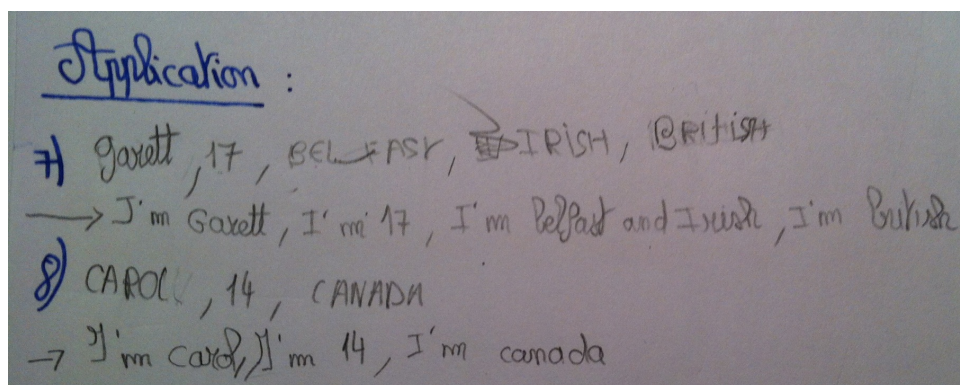 Application :
7) Garett, 17, BELFAST, IRISH, BRITISH
→ I'm Garett, I'm 17, I'm Belfast and Irish, I'm British
8) CAROL, 14, CANADA
→ I'm Carol, I'm 14, I'm canada